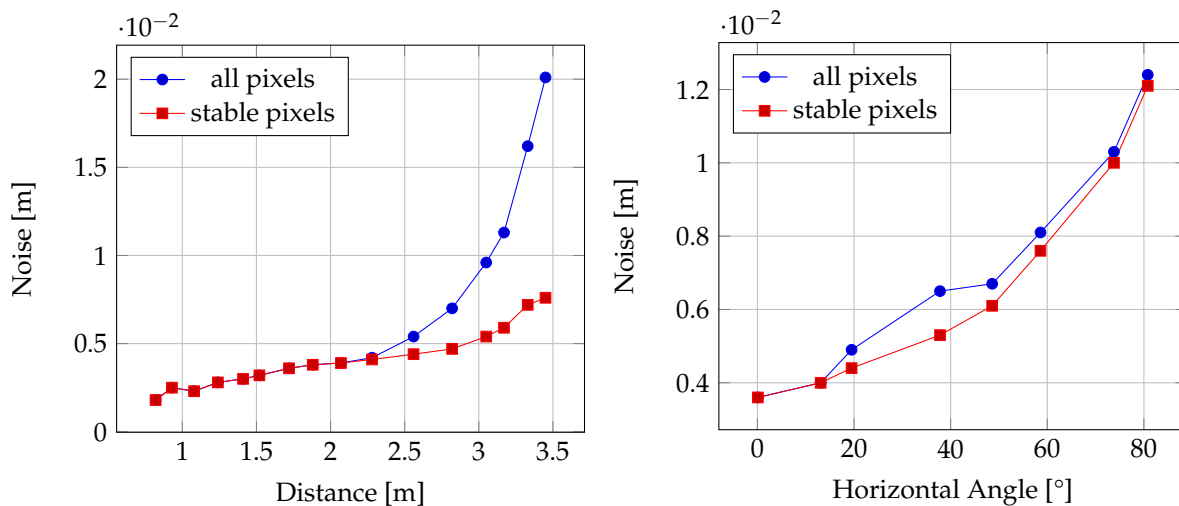 ·10⁻²
2
1.5
1
0.5
0
1
1.5
2
2.5
3
3.5
Noise [m]
Distance [m]
all pixels
stable pixels
·10⁻²
1.2
1
0.8
0.6
0.4
0
20
40
60
80
Noise [m]
Horizontal Angle [°]
all pixels
stable pixels